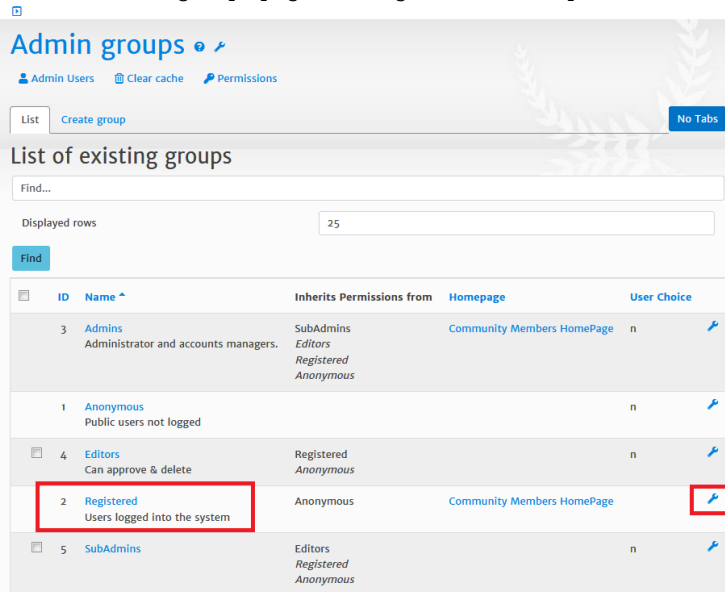 Admin groups
Admin Users Clear cache Permissions
List Create group No Tabs
List of existing groups
Find...
Displayed rows 25
Find
ID Name Inherits Permissions from Homepage User Choice
3 Admins SubAdmins Community Members HomePage n
Administrator and accounts managers. Editors
Registered
Anonymous
1 Anonymous n
Public users not logged
4 Editors Registered n
Can approve & delete Anonymous
2 Registered Anonymous Community Members HomePage
Users logged into the system
5 SubAdmins Editors n
Registered
Anonymous